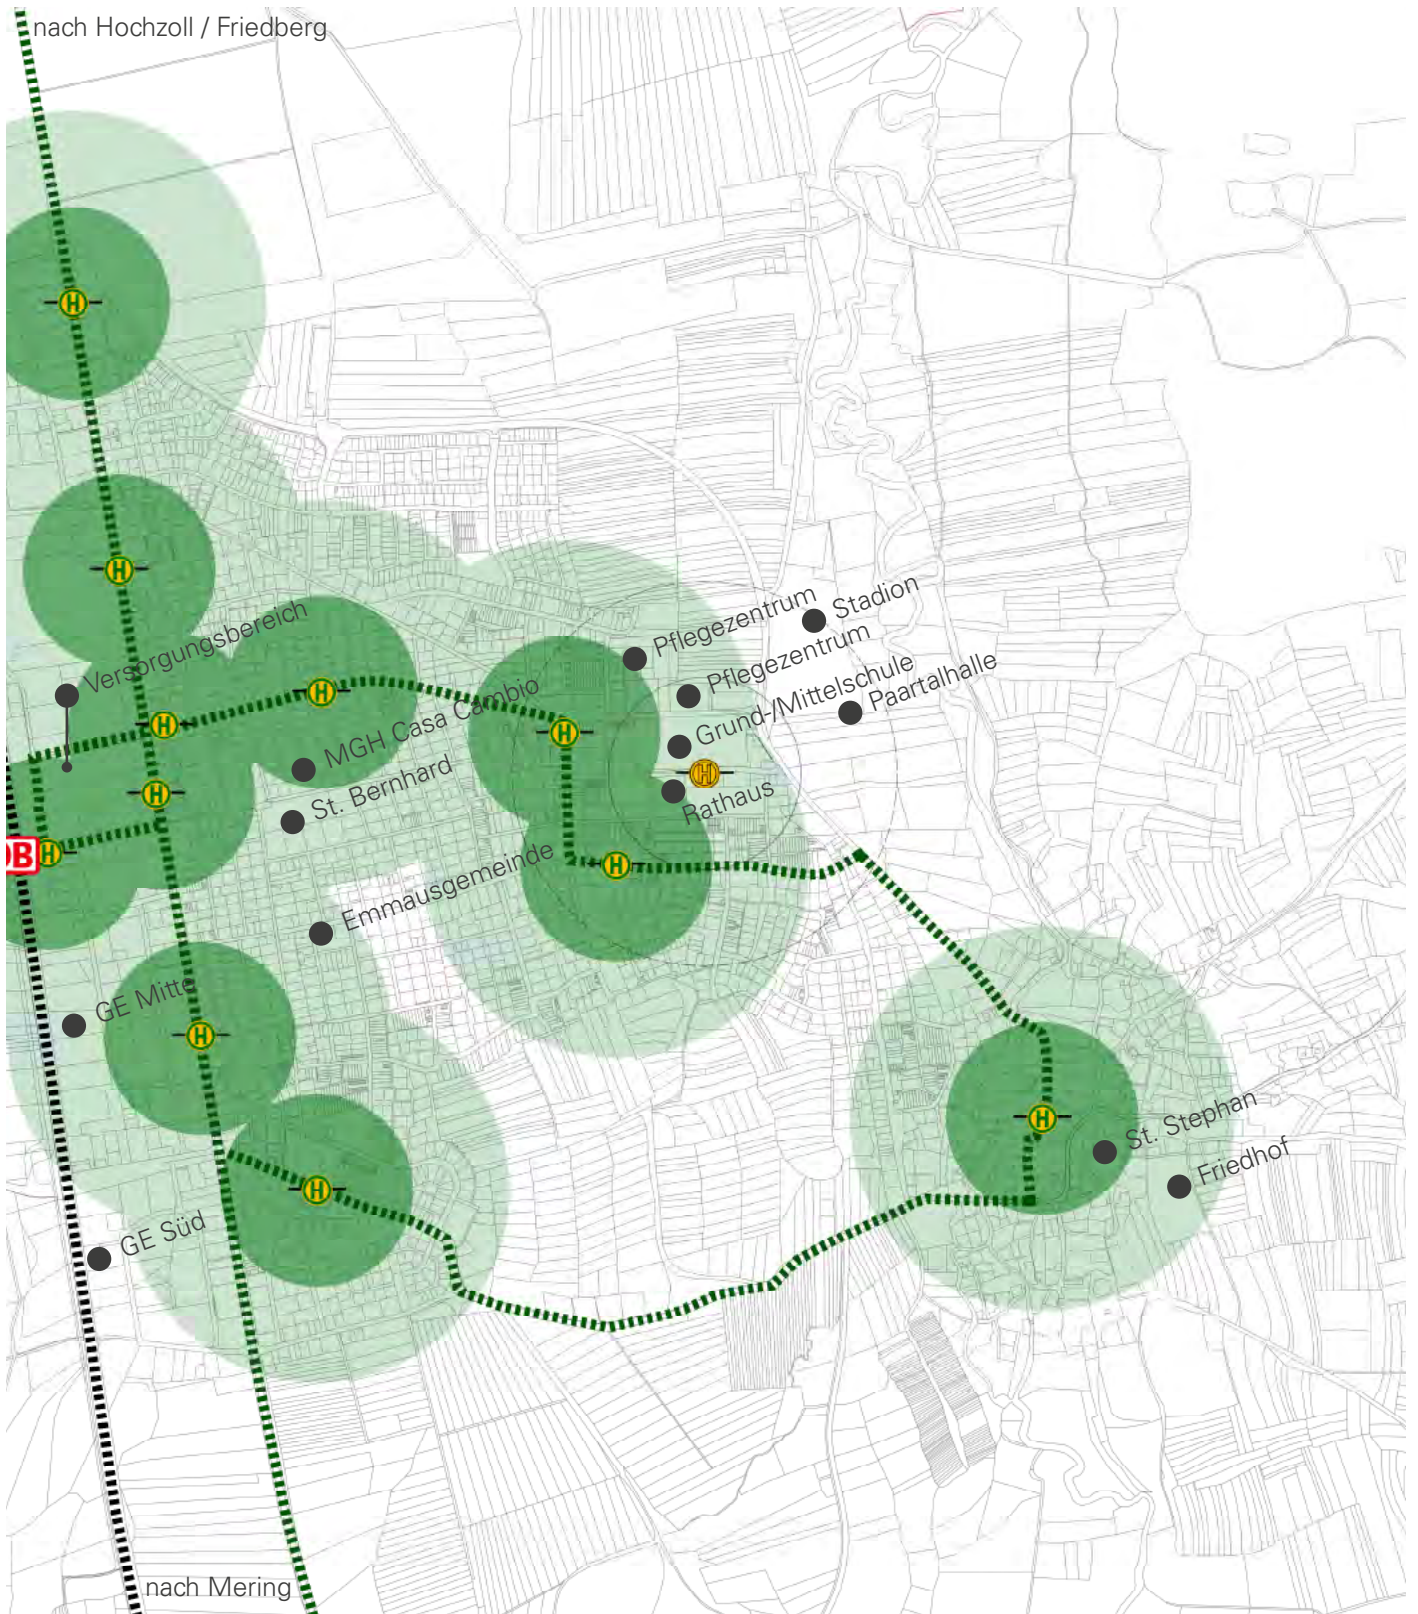 nach Hochzoll / Friedberg
H
H
Stadion
Pflegezentrum
Versorgungsbereich
Pflegezentrum
Grund-/Mittelschule
Paartalhalle
H
MGH Casa Cambio
H
H
H
H
St. Bernhard
Rathaus
DB
H
Emmausgemeinde
H
GE Mitte
H
St. Stephan
H
Friedhof
H
GE Süd
nach Mering